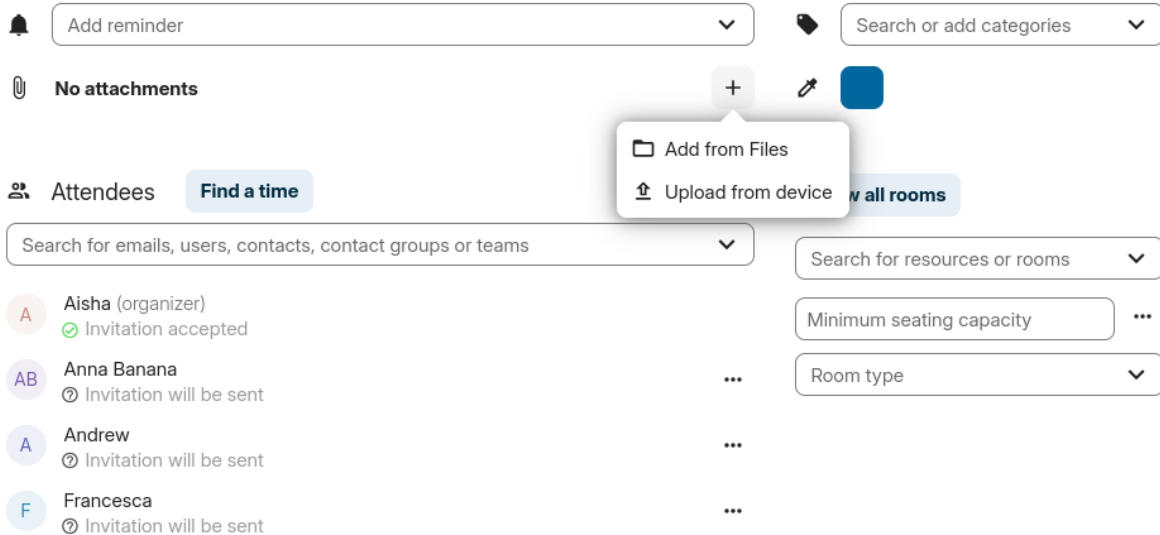 Add reminder
Search or add categories
No attachments
Add from Files
Upload from device
Attendees
Find a time
all rooms
Search for emails, users, contacts, contact groups or teams
Search for resources or rooms
A
Aisha (organizer)
Invitation accepted
Minimum seating capacity
AB
Anna Banana
Invitation will be sent
Room type
A
Andrew
Invitation will be sent
F
Francesca
Invitation will be sent